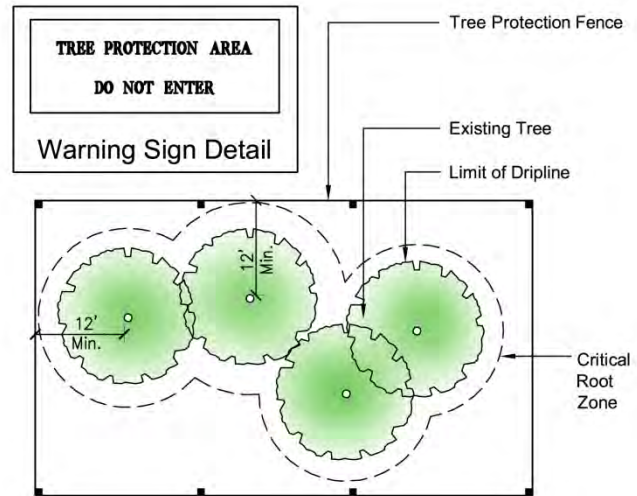 TREE PROTECTION AREA
DO NOT ENTER
Warning Sign Detail
Tree Protection Fence
Existing Tree
Limit of Dripline
12'
Min.
12'
Min.
Critical
Root
Zone